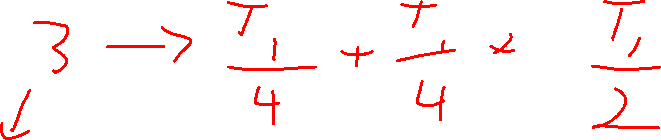 3 → T₁/4 + T₁/4 × T₁/2